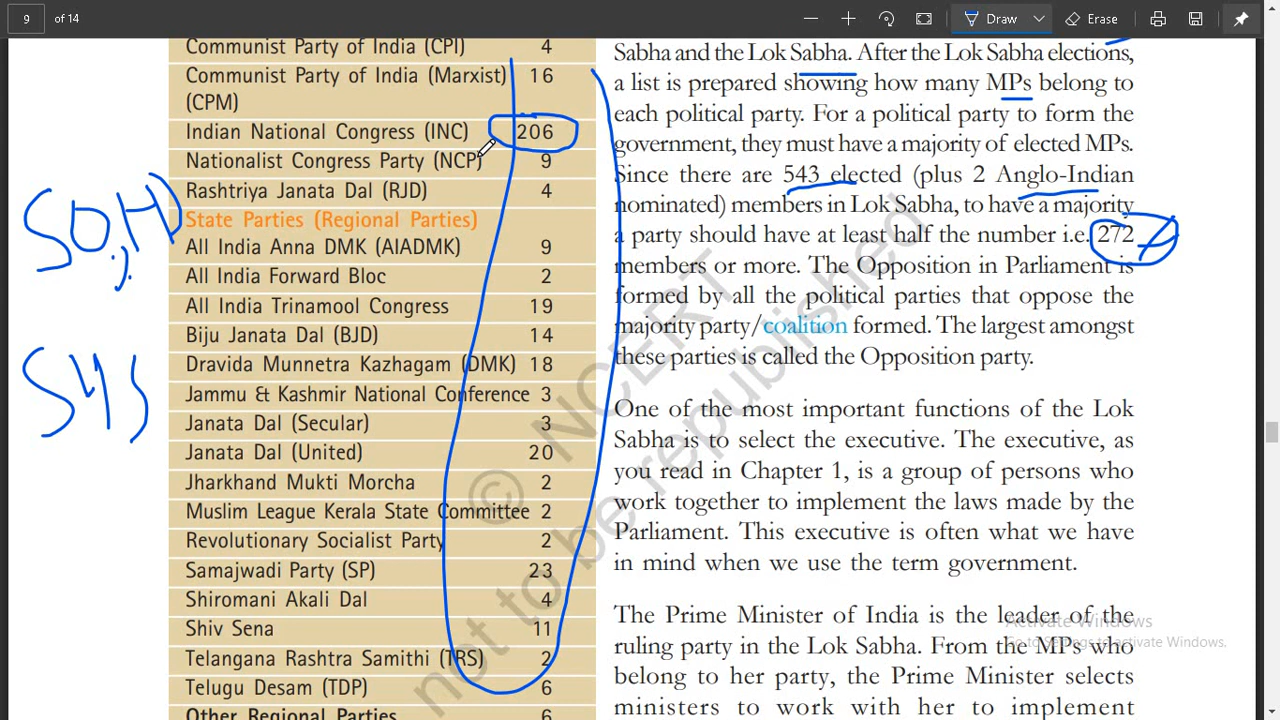 9 of 14
Draw
Erase
Communist Party of India (CPI) 4
Communist Party of India (Marxist) 16
(CPM)
Indian National Congress (INC) 206
Nationalist Congress Party (NCP) 9
Rashtriya Janata Dal (RJD) 4
State Parties (Regional Parties)
All India Anna DMK (AIADMK) 9
All India Forward Bloc 2
All India Trinamool Congress 19
Biju Janata Dal (BJD) 14
Dravida Munnetra Kazhagam (DMK) 18
Jammu & Kashmir National Conference 3
Janata Dal (Secular) 3
Janata Dal (United) 20
Jharkhand Mukti Morcha 2
Muslim League Kerala State Committee 2
Revolutionary Socialist Party 2
Samajwadi Party (SP) 23
Shiromani Akali Dal 4
Shiv Sena 11
Telangana Rashtra Samithi (TRS) 2
Telugu Desam (TDP) 6
Other Regional Parties 6
Sabha and the Lok Sabha. After the Lok Sabha elections,
a list is prepared showing how many MPs belong to
each political party. For a political party to form the
government, they must have a majority of elected MPs.
Since there are 543 elected (plus 2 Anglo-Indian
nominated) members in Lok Sabha, to have a majority
a party should have at least half the number i.e. 272
members or more. The Opposition in Parliament is
formed by all the political parties that oppose the
majority party/coalition formed. The largest amongst
these parties is called the Opposition party.
One of the most important functions of the Lok
Sabha is to select the executive. The executive, as
you read in Chapter 1, is a group of persons who
work together to implement the laws made by the
Parliament. This executive is often what we have
in mind when we use the term government.
The Prime Minister of India is the leader of the
ruling party in the Lok Sabha. From the MPs who
belong to her party, the Prime Minister selects
ministers to work with her to implement
© NCERT
not to be republished
Activate Windows
Go to Settings to activate Windows.